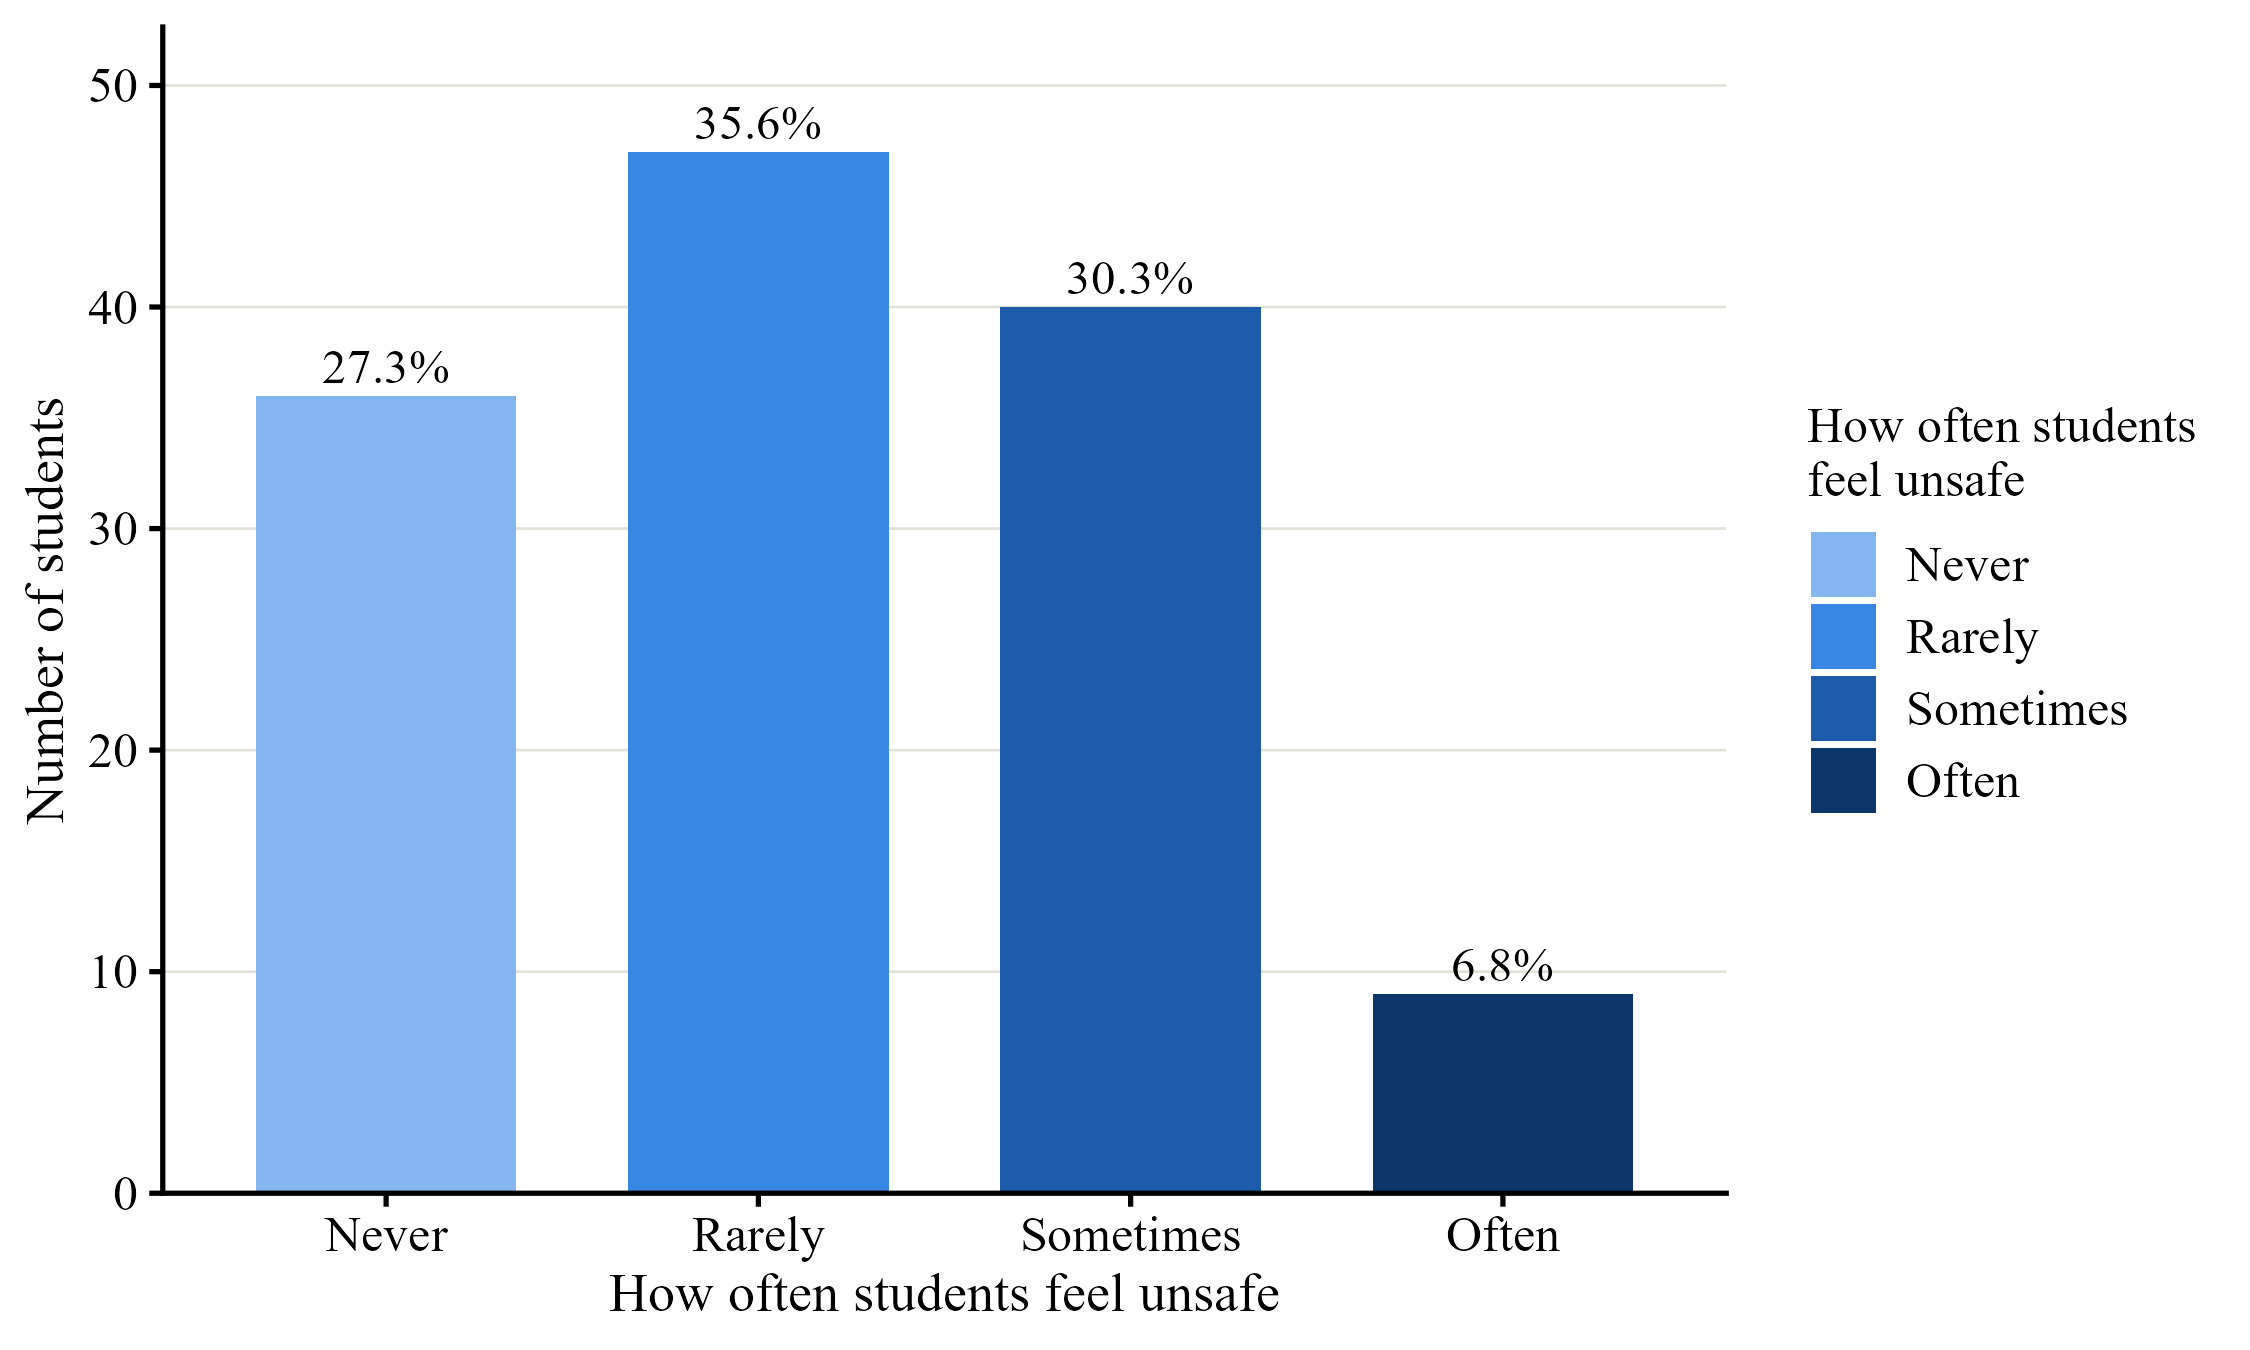 50
40
30
20
10
0
Number of students
27.3%
35.6%
30.3%
6.8%
Never
Rarely
Sometimes
Often
How often students feel unsafe
How often students
feel unsafe
Never
Rarely
Sometimes
Often